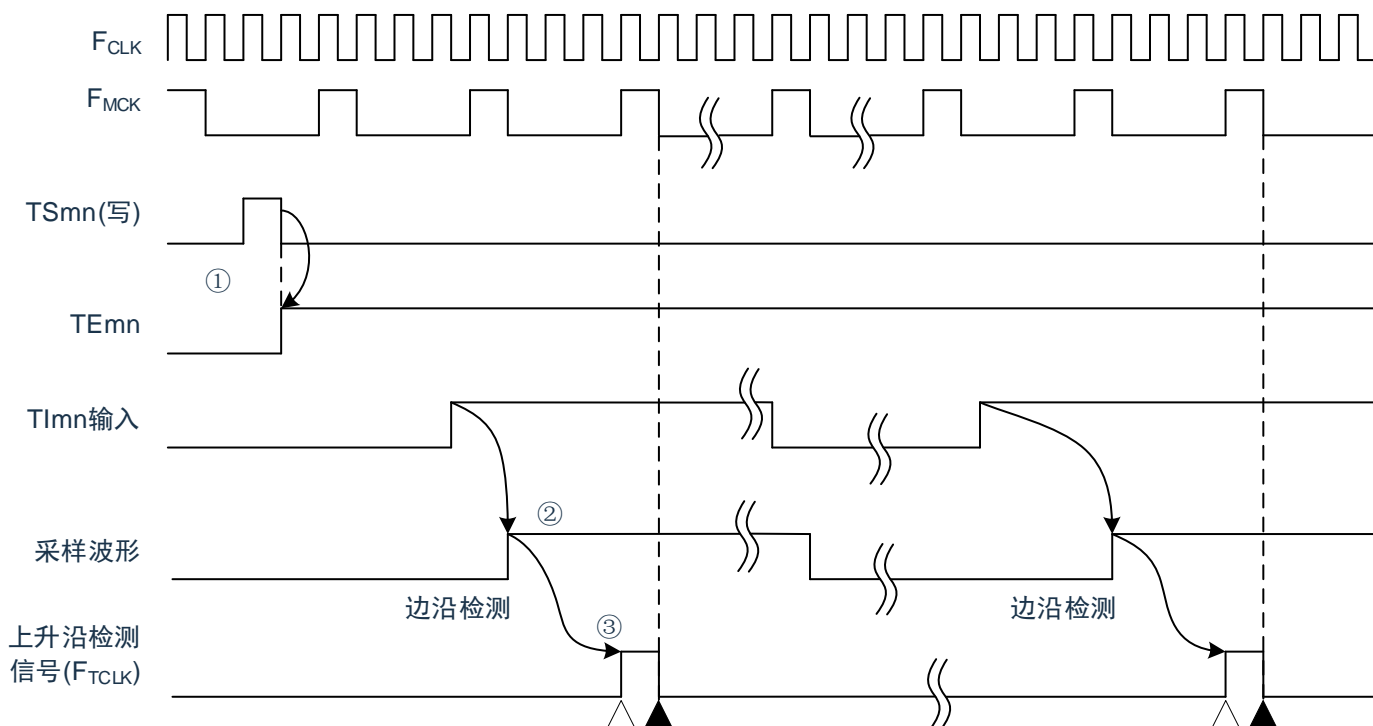 FCLK
FMCK
TSmn(写)
①
TEmn
TImn输入
②
采样波形
边沿检测
边沿检测
③
上升沿检测
信号(FTCLK)